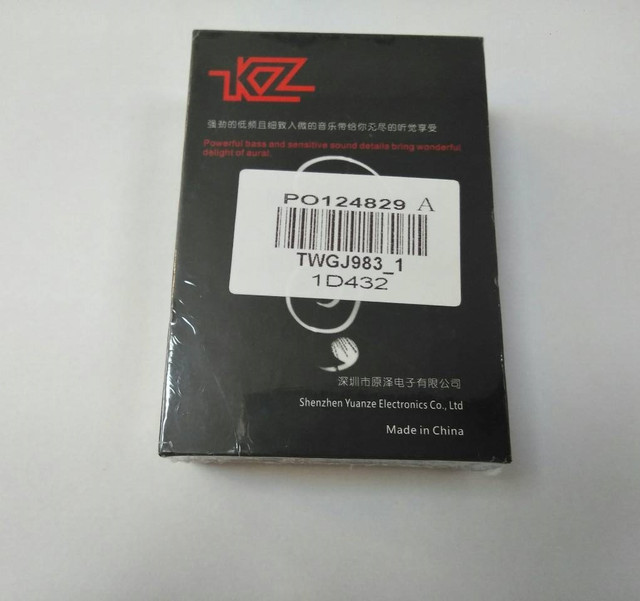 KZ
强劲的低频且细致入微的音乐带给你无尽的听觉享受
Powerful bass and sensitive sound details bring wonderful
delight of aural.
PO124829 A
TWGJ983_1
1D432
深圳市原泽电子有限公司
Shenzhen Yuanze Electronics Co., Ltd
Made in China